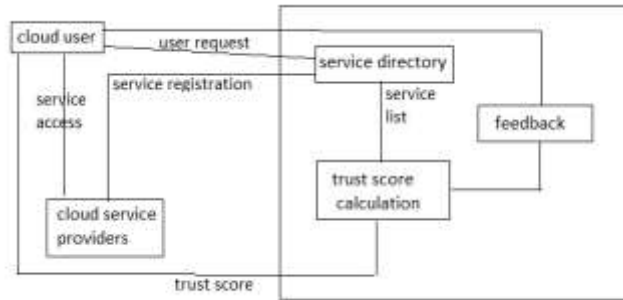 cloud user
user request
service directory
service registration
service
access
service
list
feedback
trust score
calculation
cloud service
providers
trust score